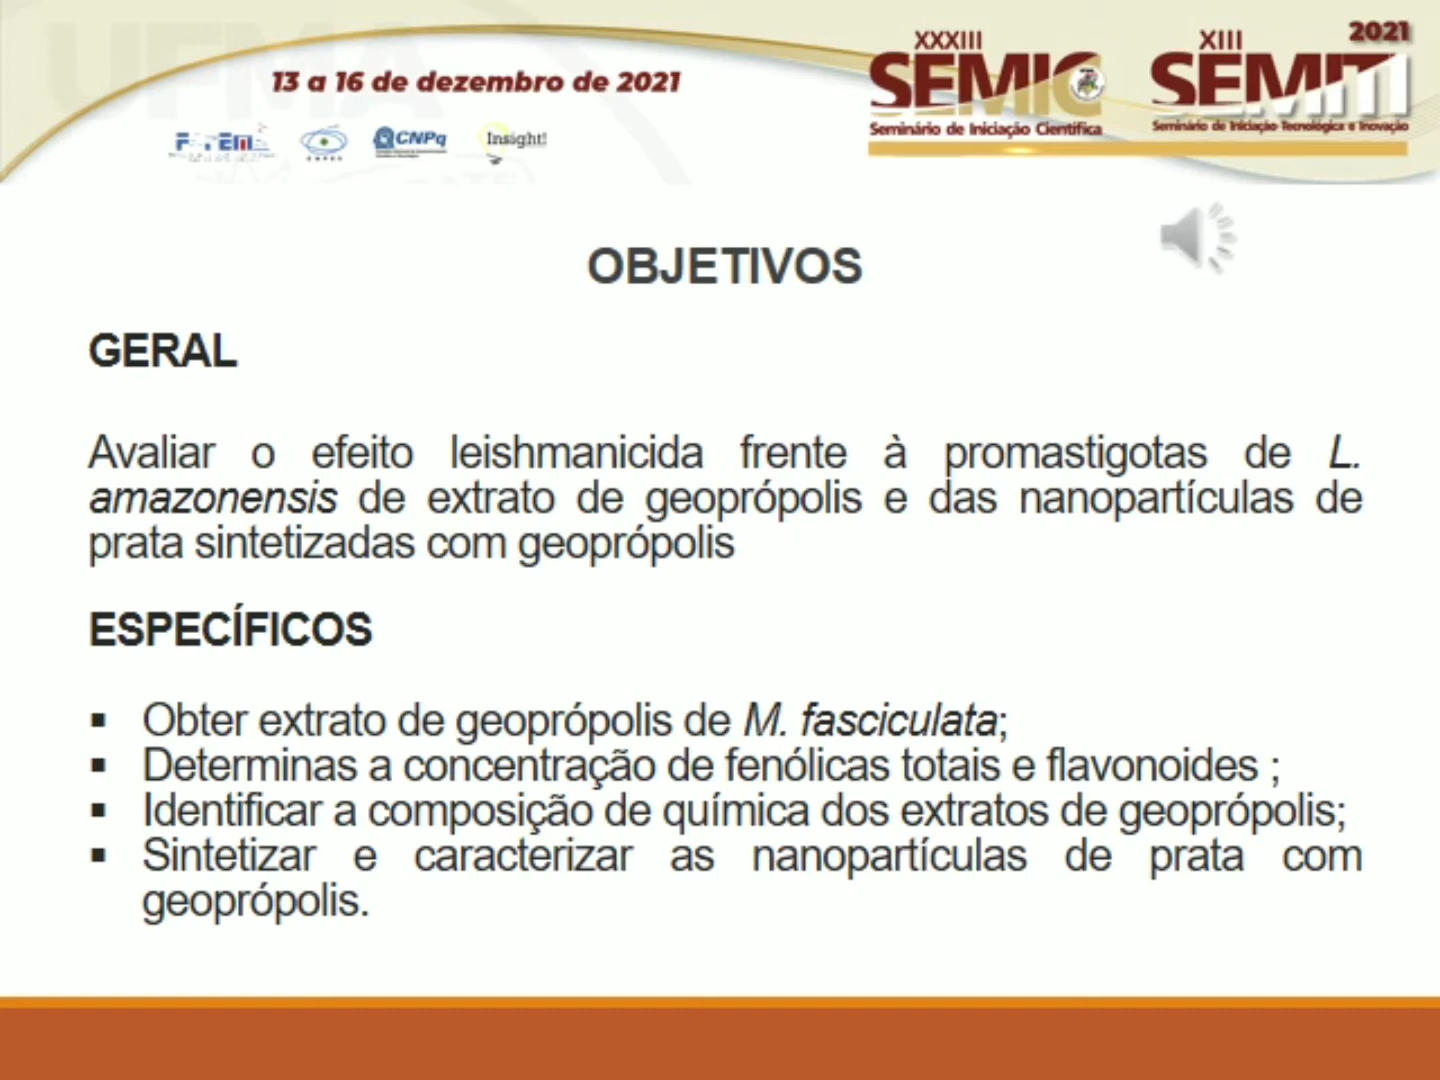 UFMA
13 a 16 de dezembro de 2021
CNPq
Insight!
XXXIII
SEMIC
Seminário de Iniciação Científica
XIII
2021
SEMITI
Seminário de Iniciação Tecnológica e Inovação
OBJETIVOS
GERAL
Avaliar o efeito leishmanicida frente à promastigotas de L.
amazonensis de extrato de geoprópolis e das nanopartículas de
prata sintetizadas com geoprópolis
ESPECÍFICOS
▪ Obter extrato de geoprópolis de M. fasciculata;
▪ Determinas a concentração de fenólicas totais e flavonoides ;
▪ Identificar a composição de química dos extratos de geoprópolis;
▪ Sintetizar e caracterizar as nanopartículas de prata com
geoprópolis.